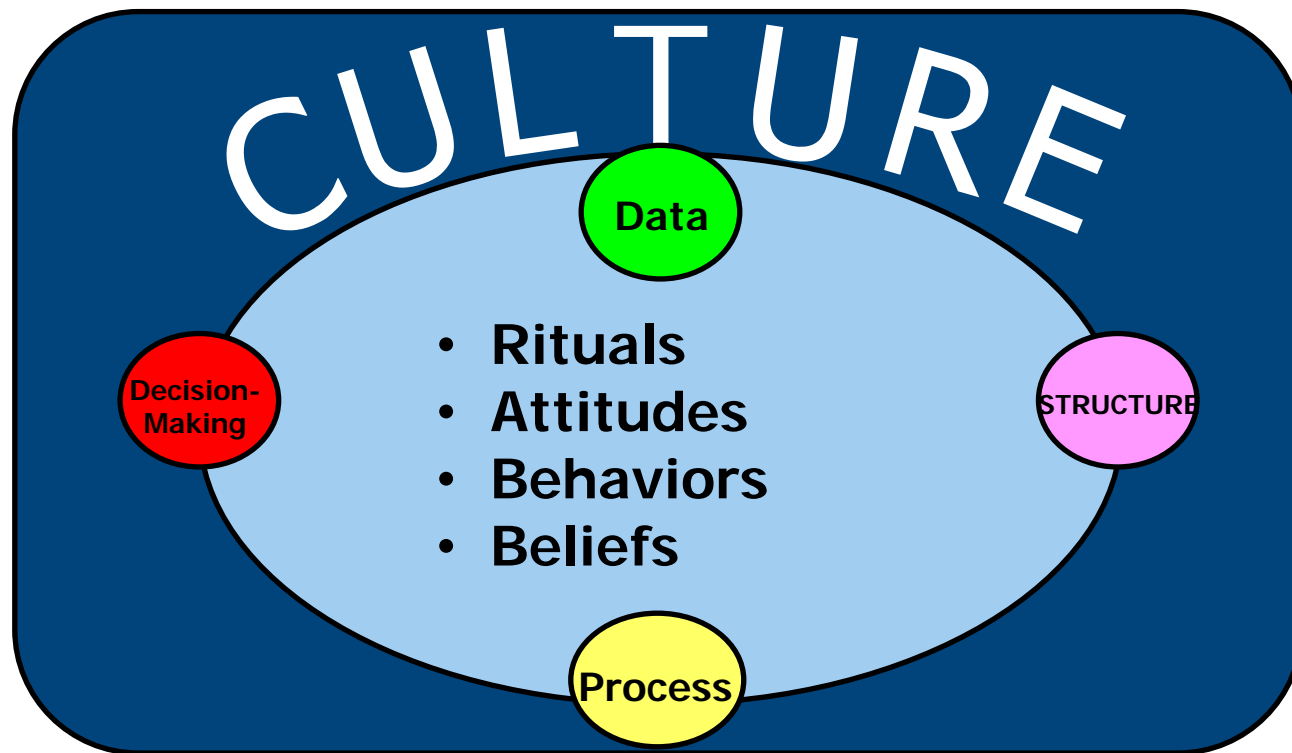 CULTURE
Data
• Rituals
• Attitudes
• Behaviors
• Beliefs
Decision-
Making
STRUCTURE
Process